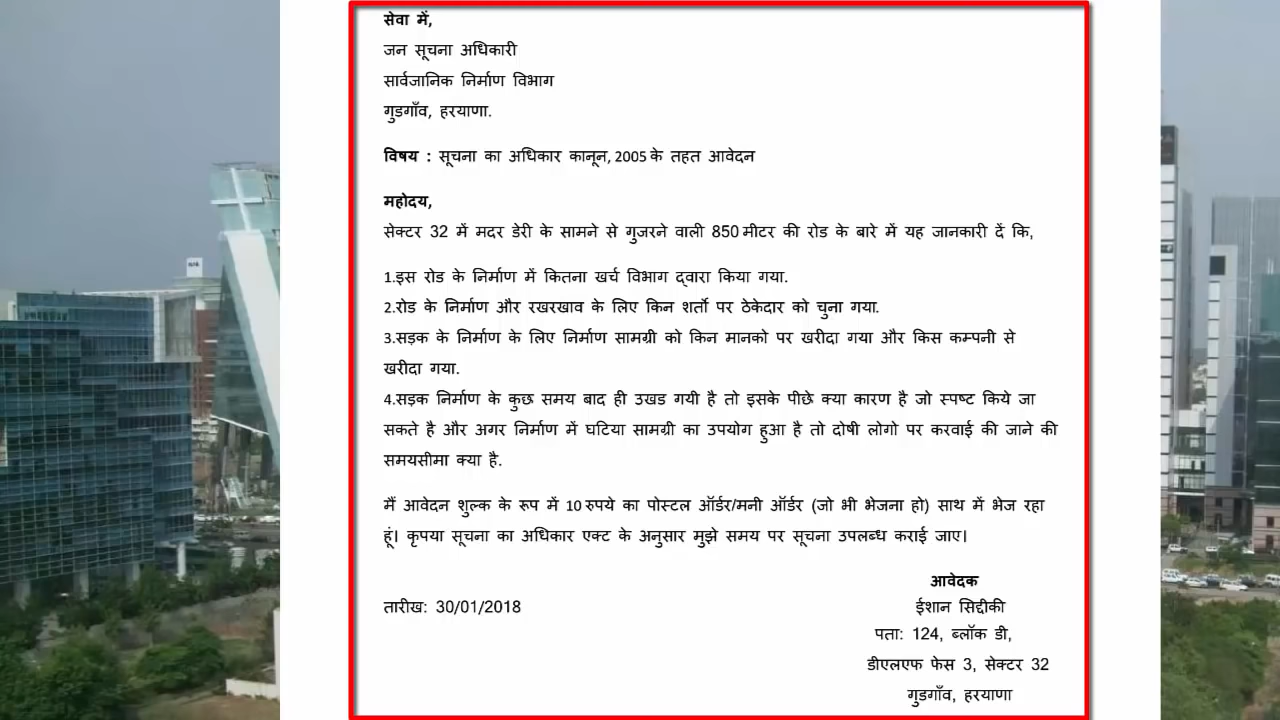 सेवा में,
जन सूचना अधिकारी
सार्वजानिक निर्माण विभाग
गुडगाँव, हरयाणा.
विषय : सूचना का अधिकार कानून, 2005 के तहत आवेदन
महोदय,
सेक्टर 32 में मदर डेरी के सामने से गुजरने वाली 850 मीटर की रोड के बारे में यह जानकारी दें कि,
1.इस रोड के निर्माण में कितना खर्च विभाग द्वारा किया गया.
2.रोड के निर्माण और रखरखाव के लिए किन शर्तो पर ठेकेदार को चुना गया.
3.सड़क के निर्माण के लिए निर्माण सामग्री को किन मानको पर खरीदा गया और किस कम्पनी से
खरीदा गया.
4.सड़क निर्माण के कुछ समय बाद ही उखड गयी है तो इसके पीछे क्या कारण है जो स्पष्ट किये जा
सकते है और अगर निर्माण में घटिया सामग्री का उपयोग हुआ है तो दोषी लोगो पर करवाई की जाने की
समयसीमा क्या है.
मैं आवेदन शुल्क के रूप में 10 रुपये का पोस्टल ऑर्डर/मनी ऑर्डर (जो भी भेजना हो) साथ में भेज रहा
हूं। कृपया सूचना का अधिकार एक्ट के अनुसार मुझे समय पर सूचना उपलब्ध कराई जाए।
आवेदक
तारीख: 30/01/2018 ईशान सिद्दीकी
पता: 124, ब्लॉक डी,
डीएलएफ फेस 3, सेक्टर 32
गुडगाँव, हरयाणा